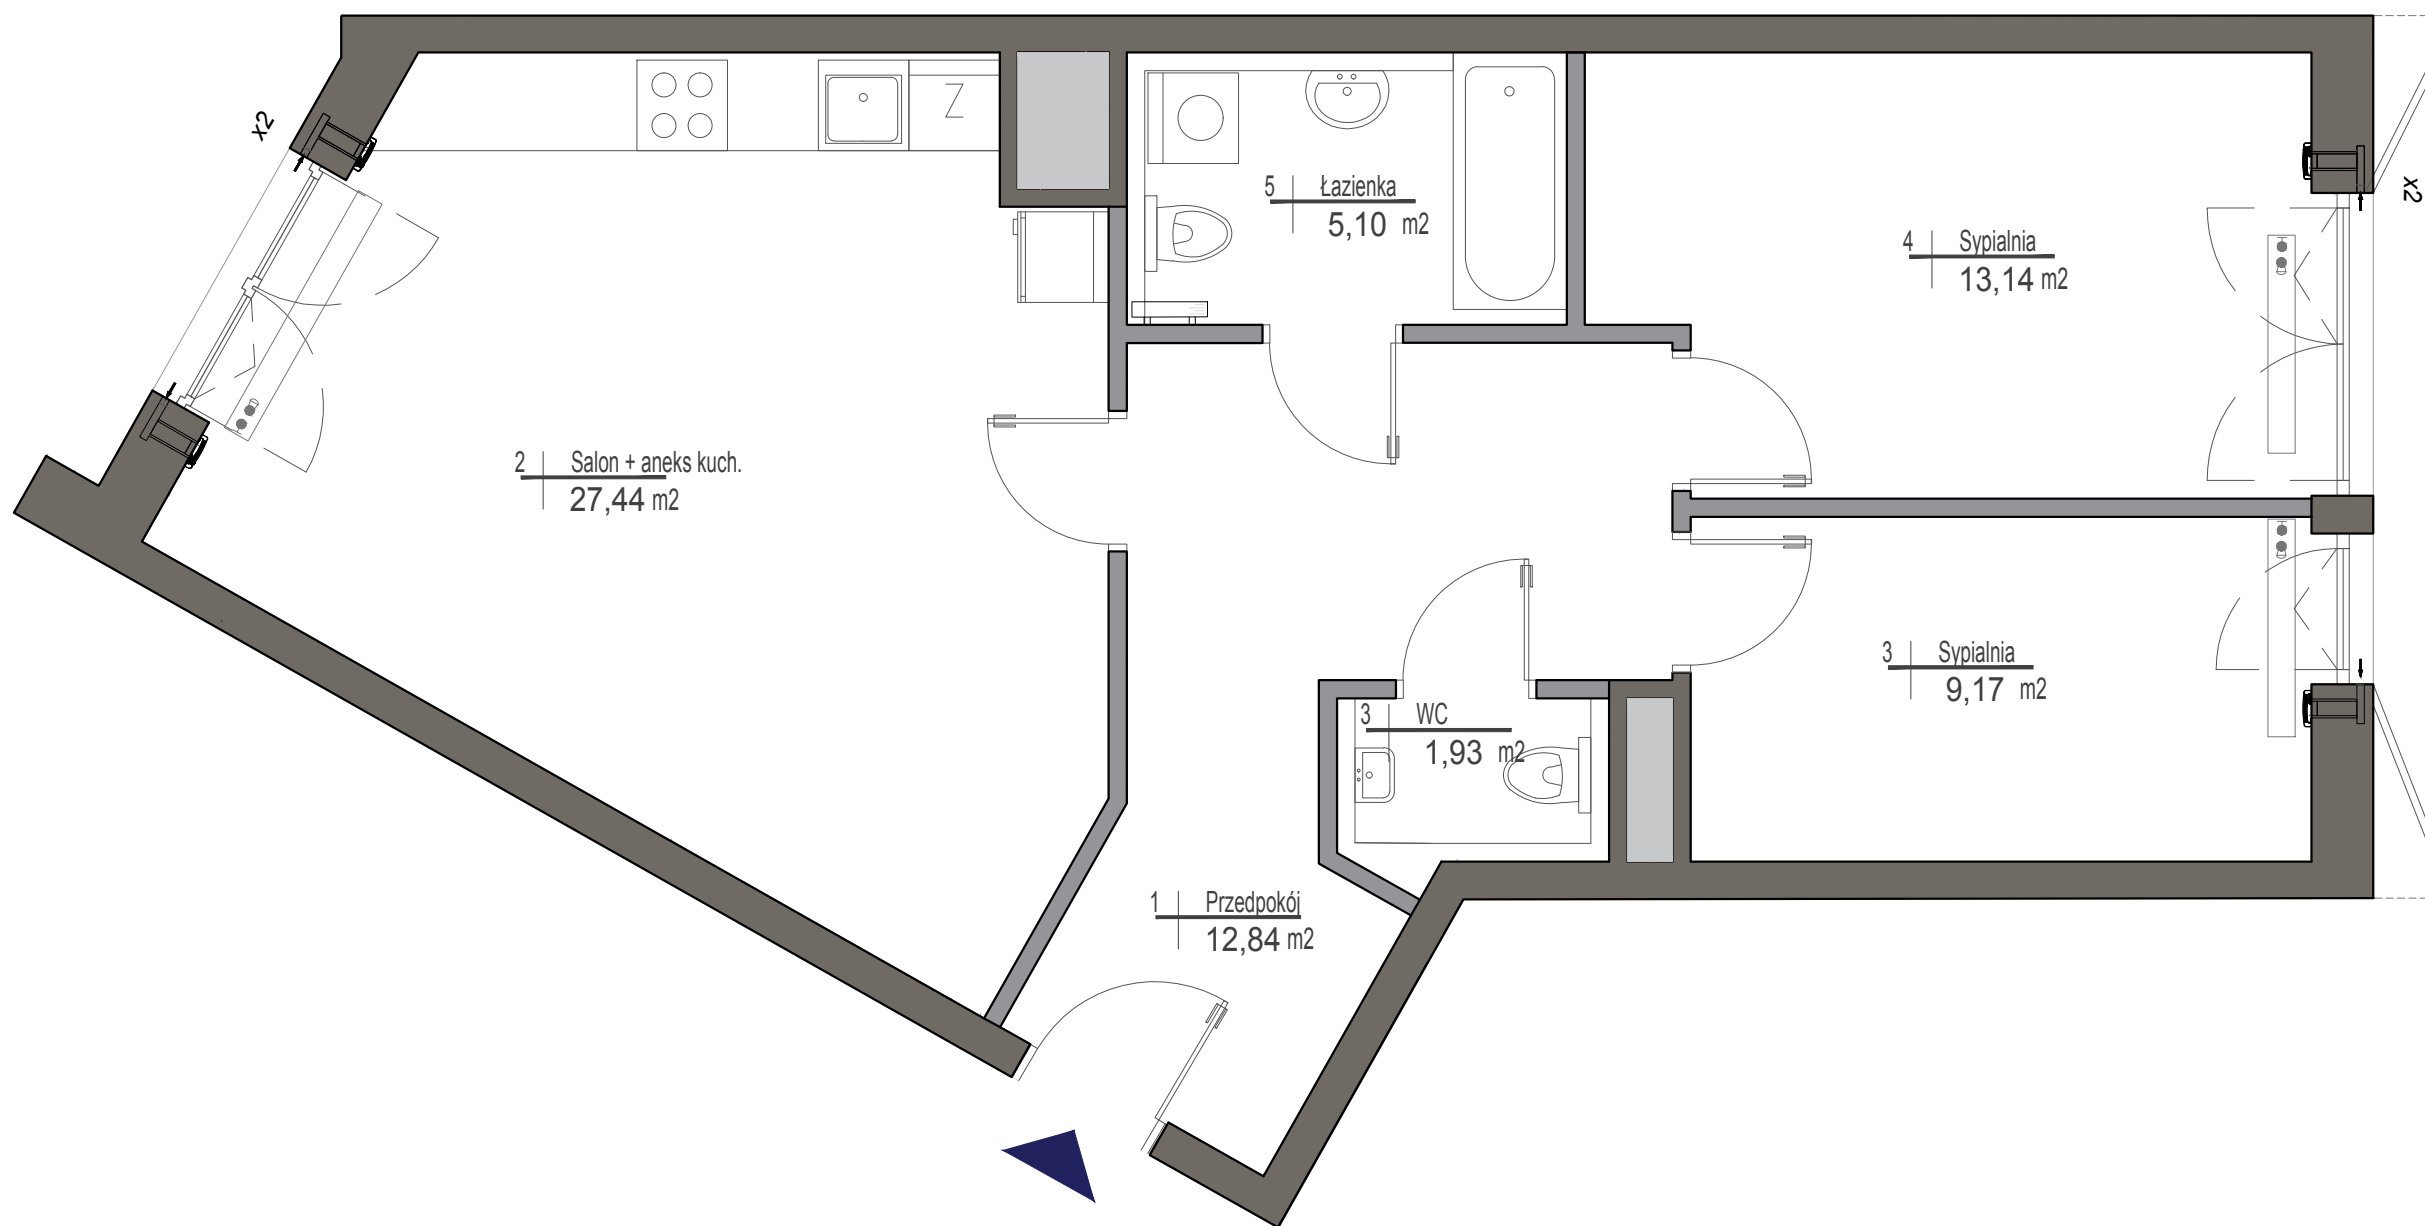 x2
Z
5 Łazienka
5,10 m2
4 Sypialnia
13,14 m2
x2
2 Salon + aneks kuch.
27,44 m2
3 Sypialnia
9,17 m2
3 WC
1,93 m2
1 Przedpokój
12,84 m2